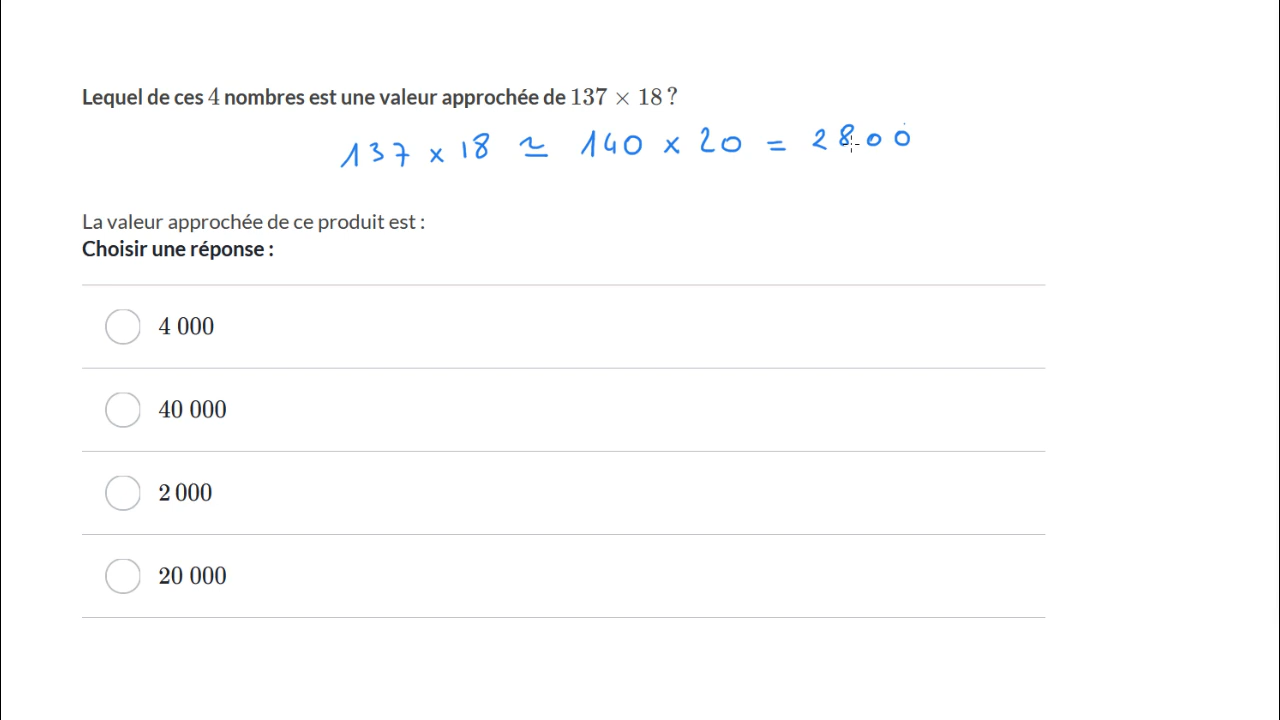 Lequel de ces 4 nombres est une valeur approchée de 137 × 18 ?
137 × 18 ≃ 140 × 20 = 2800
La valeur approchée de ce produit est :
Choisir une réponse :
4 000
40 000
2 000
20 000